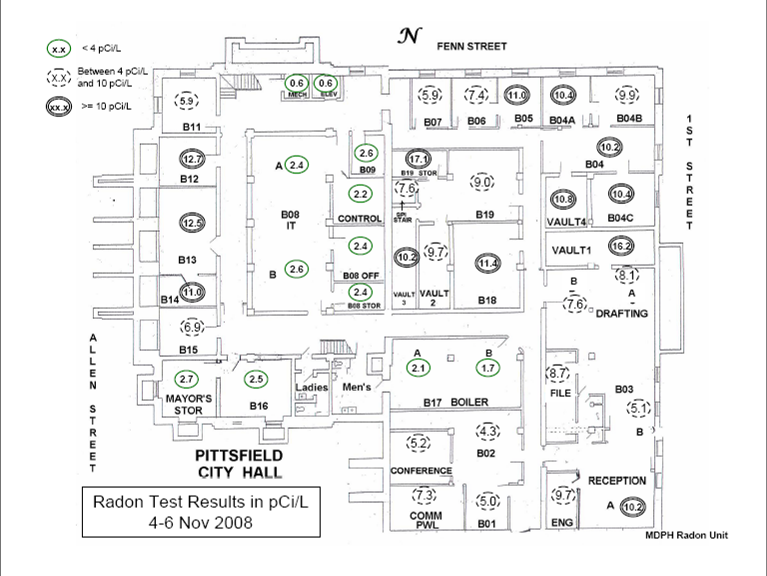 x.x < 4 pCi/L
x.x Between 4 pCi/L
and 10 pCi/L
xx.x >= 10 pCi/L
N
FENN STREET
1ST STREET
ALLEN STREET
5.9
B11
0.6
MECH
0.6
ELEV
5.9
B07
7.4
B06
11.0
B05
10.4
B04A
9.9
B04B
12.7
B12
A 2.4
2.6
B09
17.1
B19 STOR
10.2
B04
7.6
SPI
STAIR
9.0
B19
2.2
CONTROL
10.8
VAULT4
10.4
B04C
12.5
B13
B08
IT
2.4
B08 OFF
10.2
VAULT
3
9.7
VAULT
2
11.4
B18
VAULT1 16.2
B 2.6
11.0
B14
2.4
B08 STOR
8.1
A
B
7.6
DRAFTING
6.9
B15
2.7
MAYOR'S
STOR
2.5
B16
Ladies
Men's
A
2.1
B
1.7
B17 BOILER
8.7
FILE
B03
5.1
B
5.2
CONFERENCE
4.3
B02
7.3
COMM
PWL
5.0
B01
9.7
ENG
RECEPTION
A 10.2
PITTSFIELD
CITY HALL
Radon Test Results in pCi/L
4-6 Nov 2008
MDPH Radon Unit